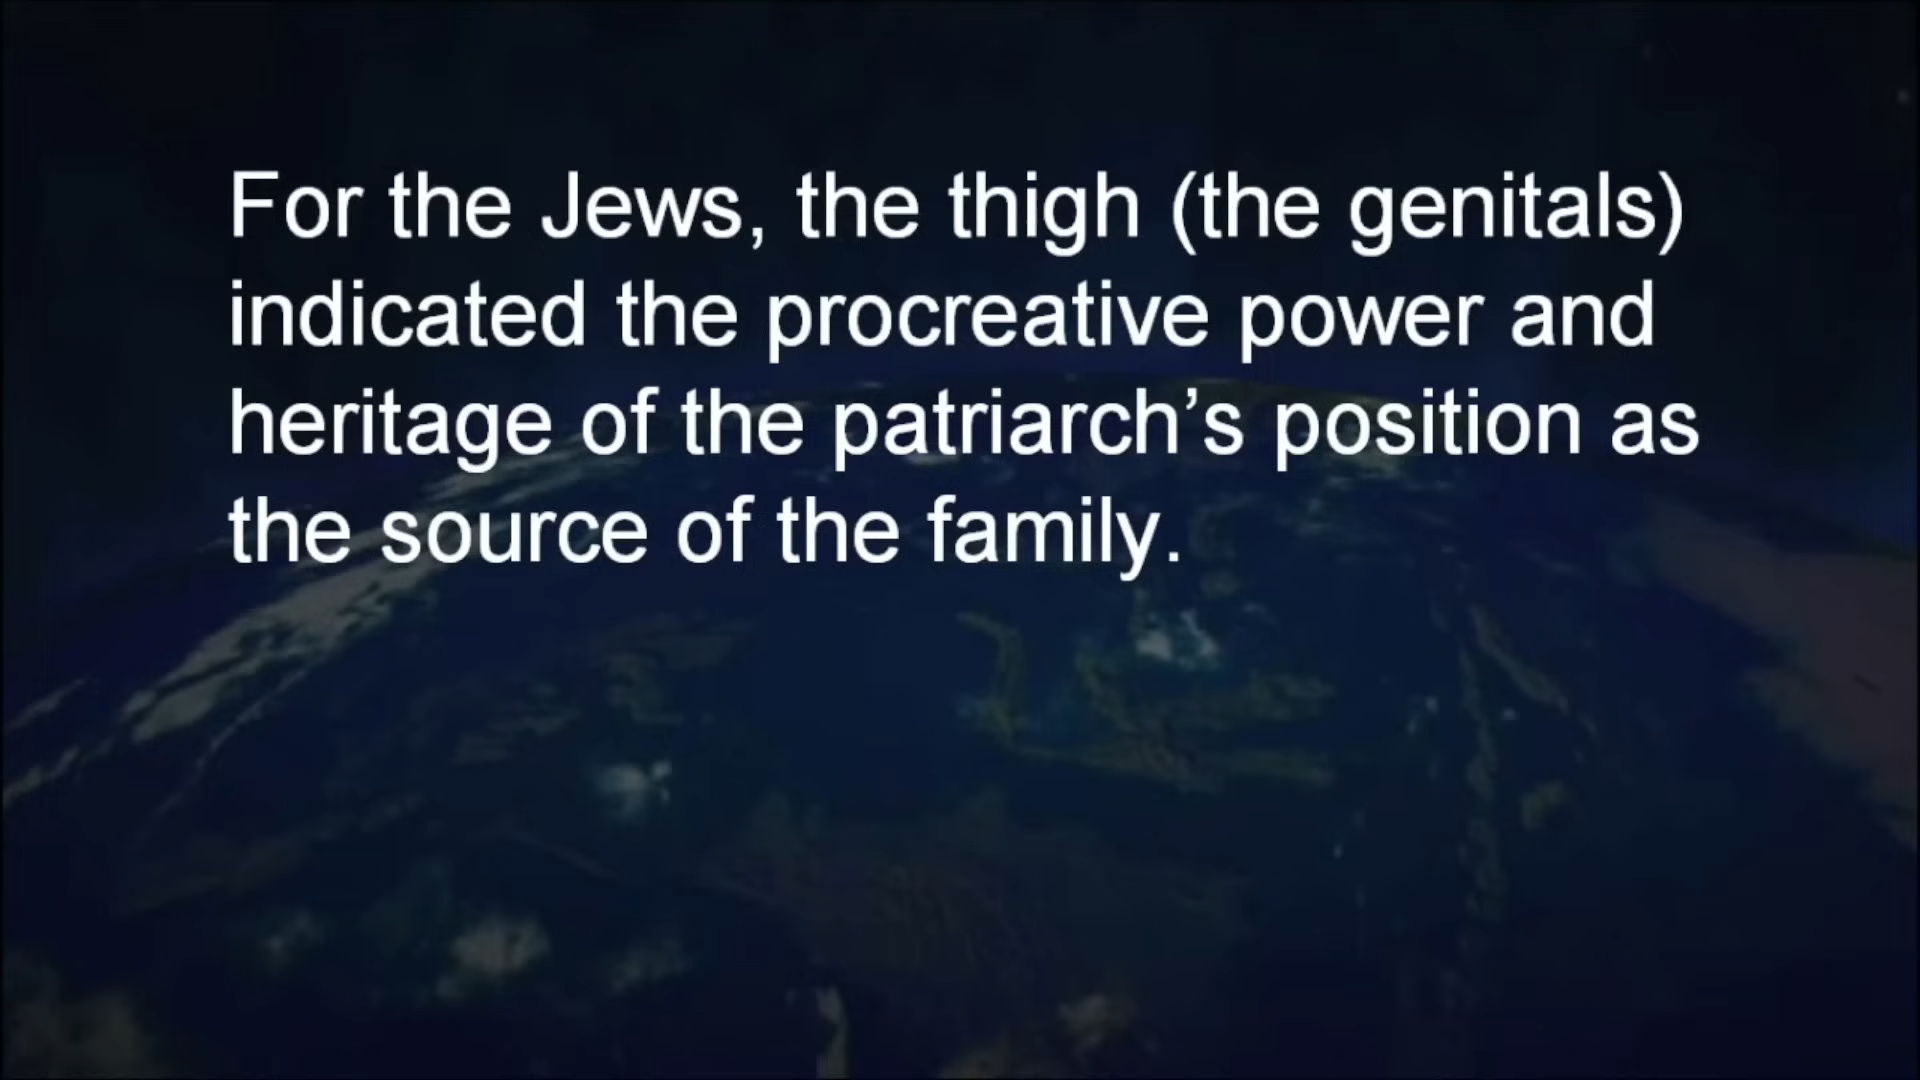 For the Jews, the thigh (the genitals)
indicated the procreative power and
heritage of the patriarch’s position as
the source of the family.